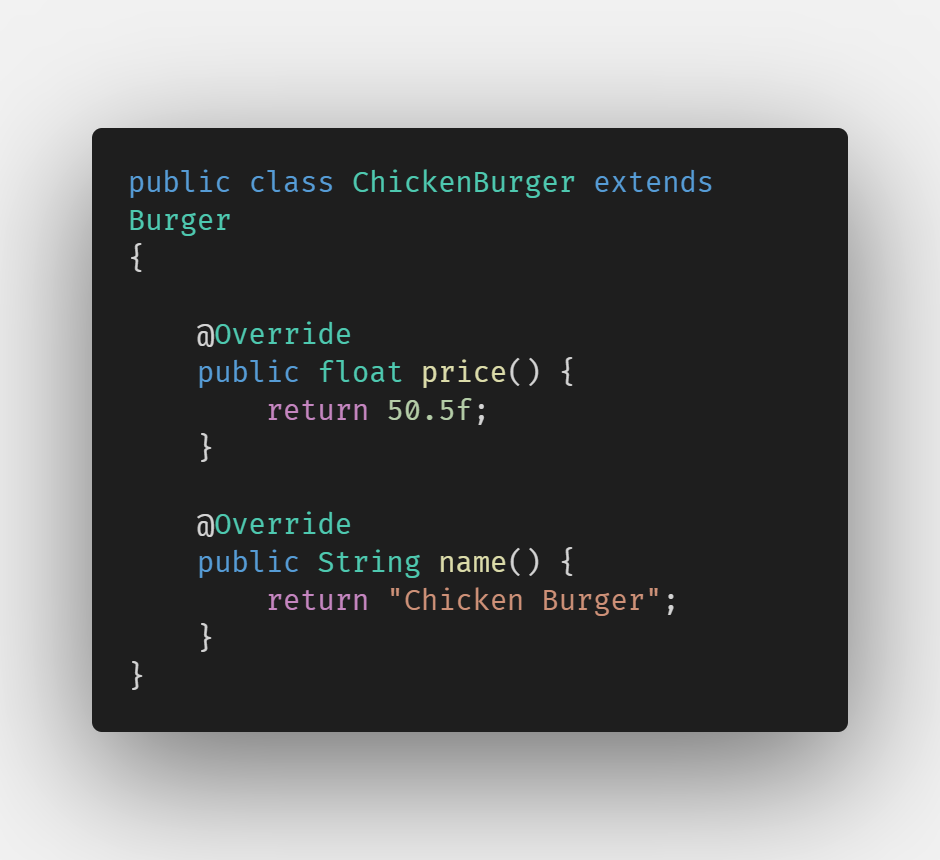 public class ChickenBurger extends
Burger
{

    @Override
    public float price() {
        return 50.5f;
    }

    @Override
    public String name() {
        return "Chicken Burger";
    }
}